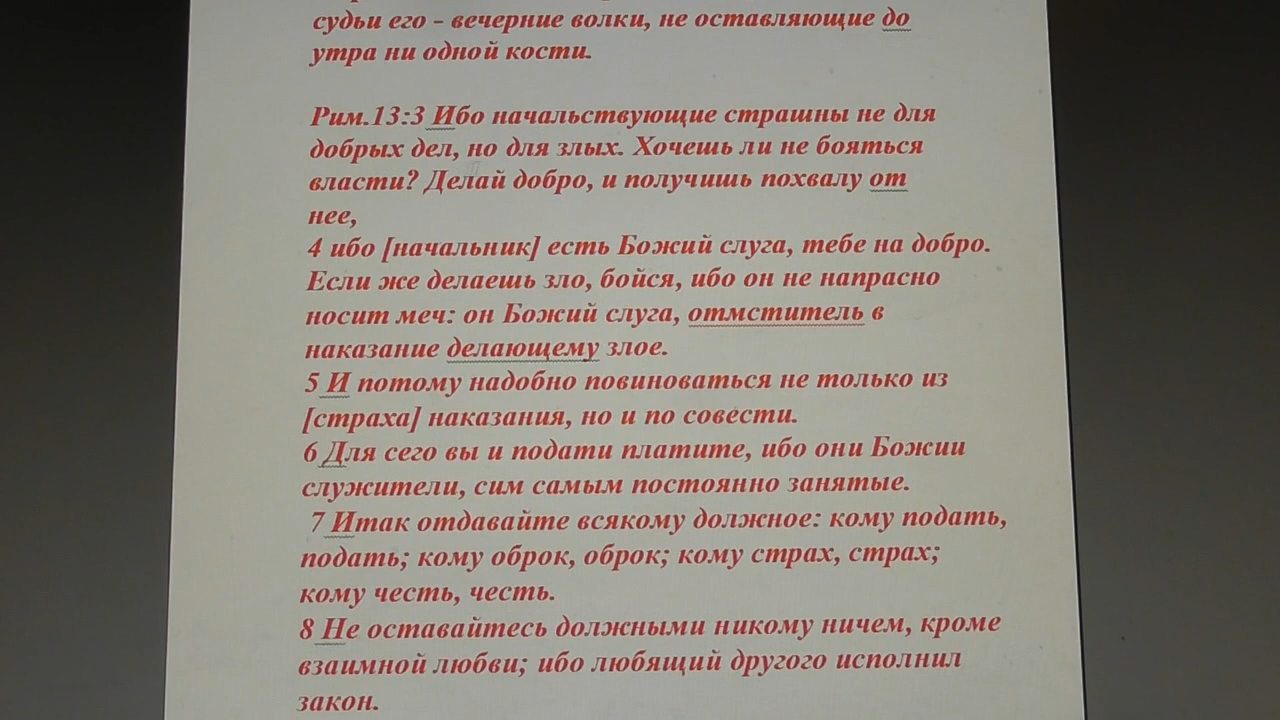 судьи его - вечерние волки, не оставляющие до
утра ни одной кости.
Рим.13:3 Ибо начальствующие страшны не для
добрых дел, но для злых. Хочешь ли не бояться
власти? Делай добро, и получишь похвалу от
нее,
4 ибо [начальник] есть Божий слуга, тебе на добро.
Если же делаешь зло, бойся, ибо он не напрасно
носит меч: он Божий слуга, отмститель в
наказание делающему злое.
5 И потому надобно повиноваться не только из
[страха] наказания, но и по совести.
6 Для сего вы и подати платите, ибо они Божии
служители, сим самым постоянно занятые.
7 Итак отдавайте всякому должное: кому подать,
подать; кому оброк, оброк; кому страх, страх;
кому честь, честь.
8 Не оставайтесь должными никому ничем, кроме
взаимной любви; ибо любящий другого исполнил
закон.